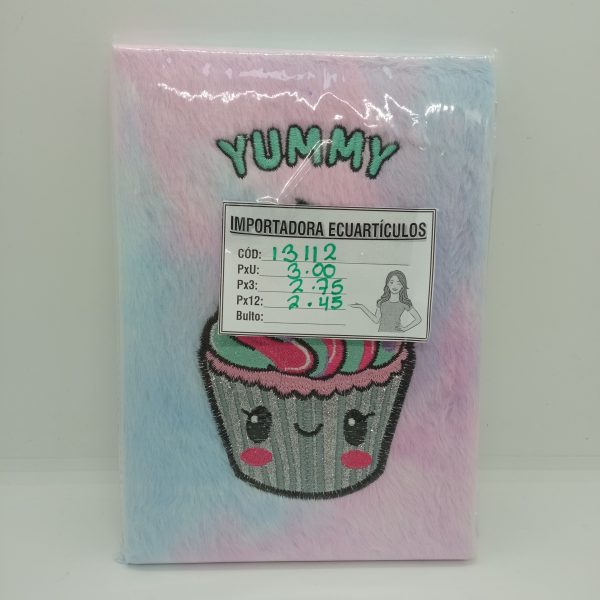 YUMMY
IMPORTADORA ECUARTÍCULOS
CÓD: 13112
PxU: 3.00
Px3: 2.75
Px12: 2.45
Bulto: